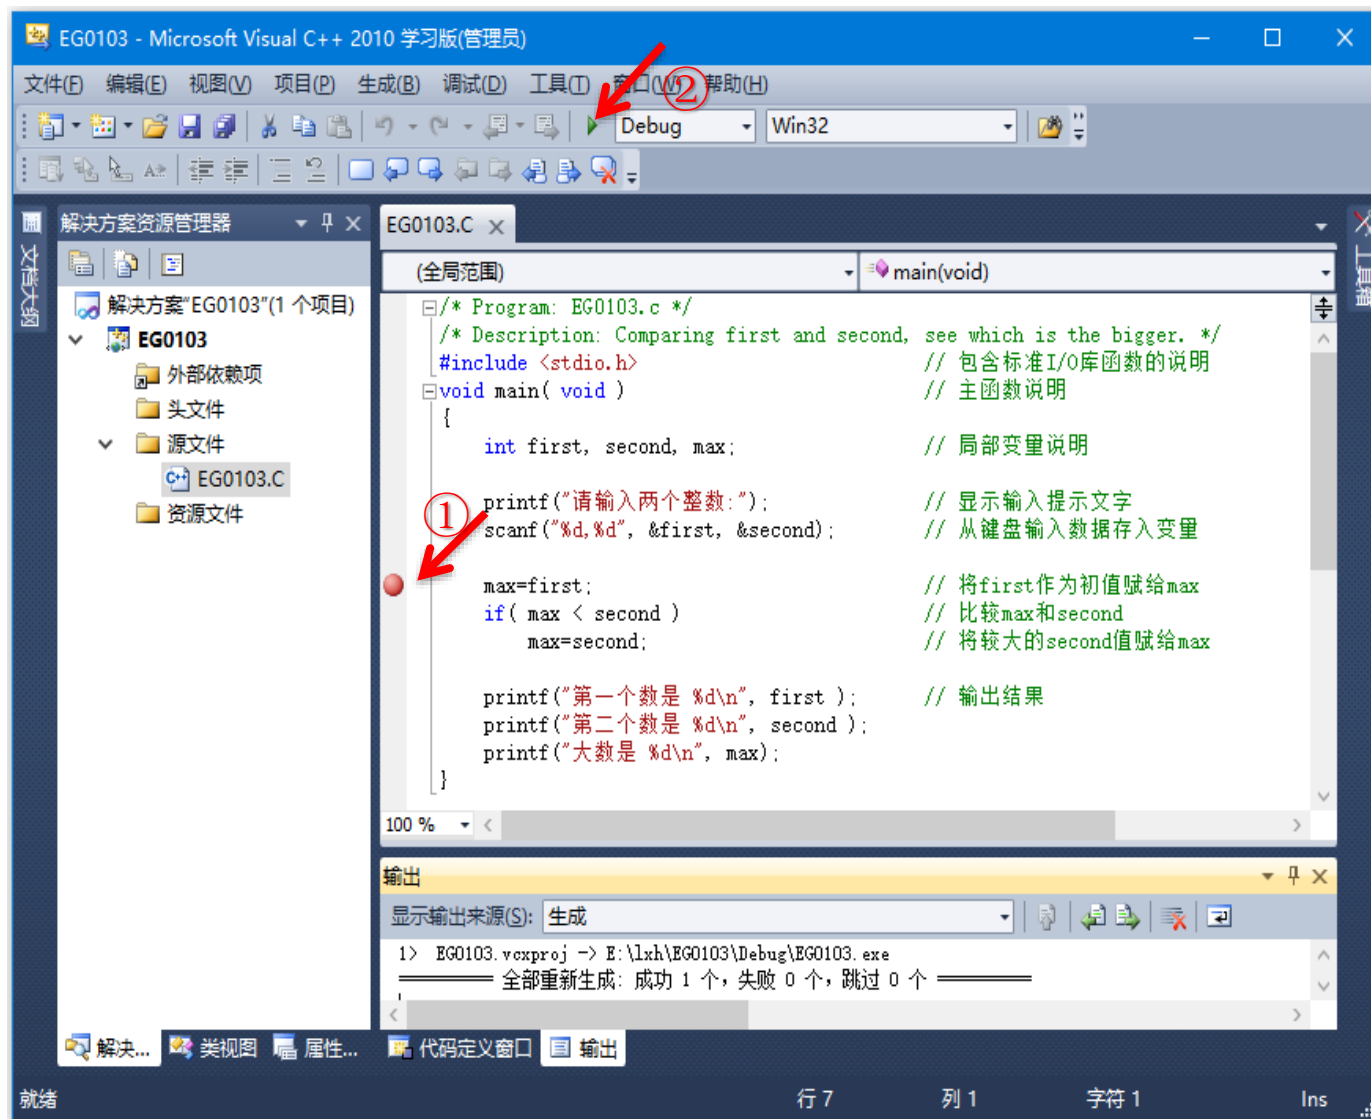 EG0103 - Microsoft Visual C++ 2010 学习版(管理员)
文件(F) 编辑(E) 视图(V) 项目(P) 生成(B) 调试(D) 工具(T) 窗口(W) 帮助(H)
②
Debug Win32
解决方案资源管理器
EG0103.C
文档大纲
工具箱
(全局范围) main(void)
解决方案"EG0103"(1 个项目)
EG0103
外部依赖项
头文件
源文件
EG0103.C
资源文件
/* Program: EG0103.c */
/* Description: Comparing first and second, see which is the bigger. */
#include <stdio.h> // 包含标准I/O库函数的说明
void main( void ) // 主函数说明
{
int first, second, max; // 局部变量说明
printf("请输入两个整数:"); // 显示输入提示文字
①
scanf("%d,%d", &first, &second); // 从键盘输入数据存入变量
max=first; // 将first作为初值赋给max
if( max < second ) // 比较max和second
max=second; // 将较大的second值赋给max
printf("第一个数是 %d\n", first ); // 输出结果
printf("第二个数是 %d\n", second );
printf("大数是 %d\n", max);
}
100 %
输出
显示输出来源(S): 生成
1> EG0103.vcxproj -> E:\lxh\EG0103\Debug\EG0103.exe
========== 全部重新生成: 成功 1 个，失败 0 个，跳过 0 个 ==========
解决... 类视图 属性... 代码定义窗口 输出
就绪 行 7 列 1 字符 1 Ins